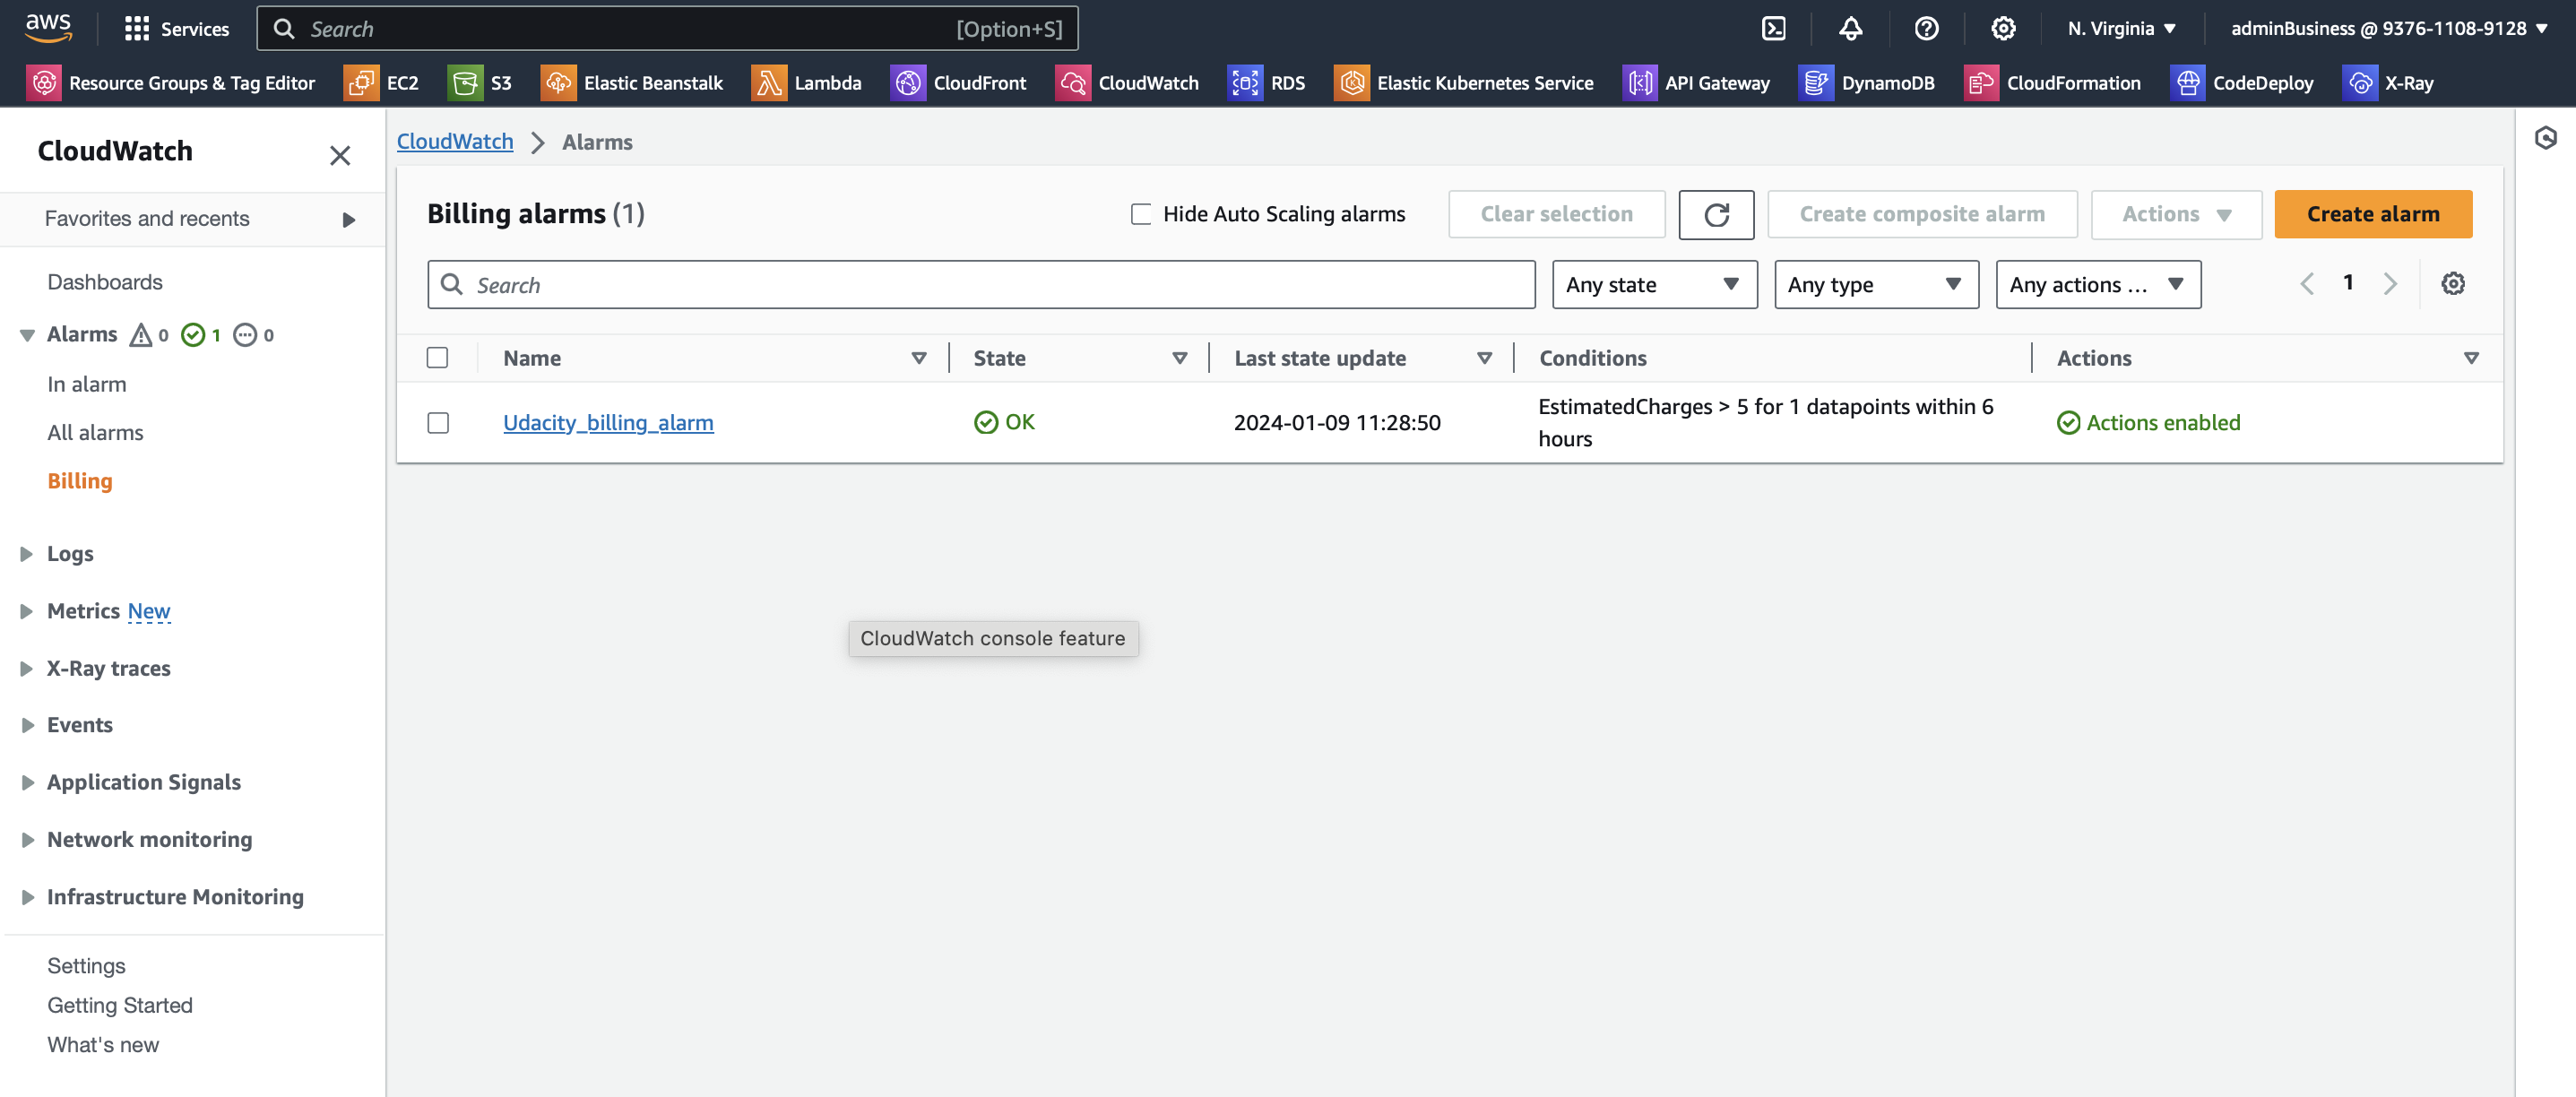 aws
Services
Search
[Option+S]
N. Virginia
adminBusiness @ 9376-1108-9128
Resource Groups & Tag Editor
EC2
S3
Elastic Beanstalk
Lambda
CloudFront
CloudWatch
RDS
Elastic Kubernetes Service
API Gateway
DynamoDB
CloudFormation
CodeDeploy
X-Ray
CloudWatch
Favorites and recents
Dashboards
Alarms 0 1 0
In alarm
All alarms
Billing
Logs
Metrics New
X-Ray traces
Events
Application Signals
Network monitoring
Infrastructure Monitoring
Settings
Getting Started
What's new
CloudWatch
Alarms
Billing alarms (1)
Hide Auto Scaling alarms
Clear selection
Create composite alarm
Actions
Create alarm
Search
Any state
Any type
Any actions ...
1
Name
State
Last state update
Conditions
Actions
Udacity_billing_alarm
OK
2024-01-09 11:28:50
EstimatedCharges > 5 for 1 datapoints within 6
hours
Actions enabled
CloudWatch console feature